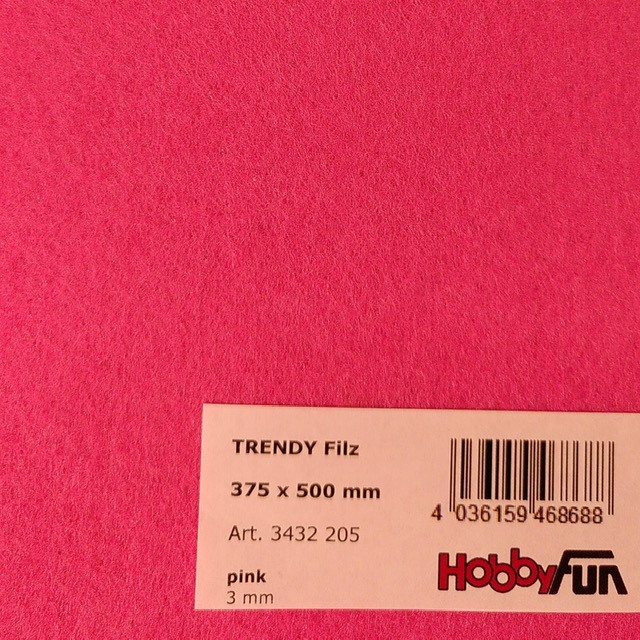 TRENDY Filz
375 x 500 mm
Art. 3432 205
pink
3 mm
4 036159 468688
HobbyFun